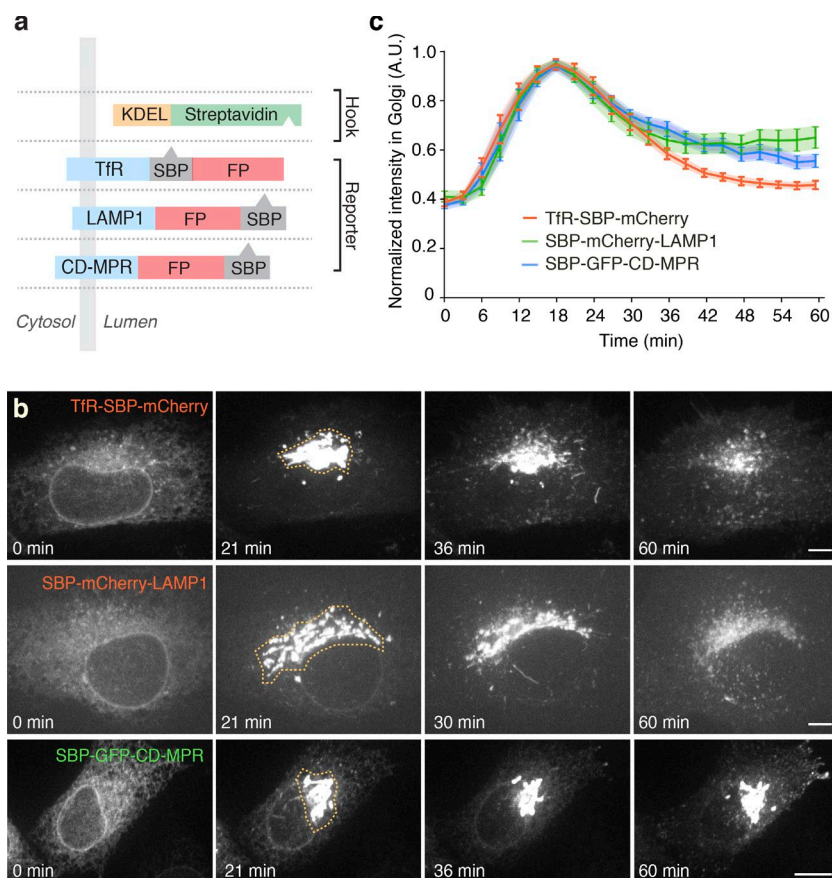 a
KDEL Streptavidin
Hook
TfR SBP FP
LAMP1 FP SBP
CD-MPR FP SBP
Reporter
Cytosol Lumen
c
Normalized intensity in Golgi (A.U.)
1.0
0.8
0.6
0.4
0.6
0
TfR-SBP-mCherry
SBP-mCherry-LAMP1
SBP-GFP-CD-MPR
0 6 12 18 24 30 36 42 48 51 60
Time (min)
b
TfR-SBP-mCherry
0 min 21 min 36 min 60 min
SBP-mCherry-LAMP1
0 min 21 min 30 min 60 min
SBP-GFP-CD-MPR
0 min 21 min 36 min 60 min